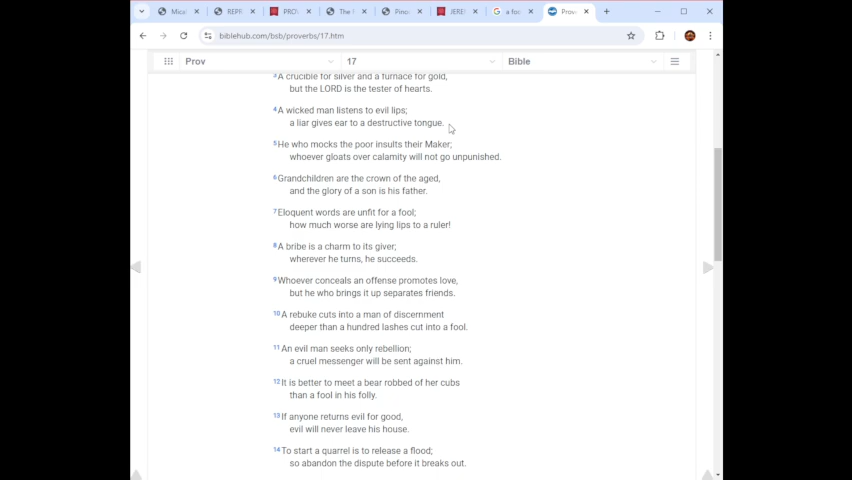 Mica
REPR
PRO
The
Pino
JERE
a foo
Prov
biblehub.com/bsb/proverbs/17.htm
Prov 17 Bible
3 A crucible for silver and a furnace for gold,
but the LORD is the tester of hearts.
4 A wicked man listens to evil lips;
a liar gives ear to a destructive tongue.
5 He who mocks the poor insults their Maker;
whoever gloats over calamity will not go unpunished.
6 Grandchildren are the crown of the aged,
and the glory of a son is his father.
7 Eloquent words are unfit for a fool;
how much worse are lying lips to a ruler!
8 A bribe is a charm to its giver;
wherever he turns, he succeeds.
9 Whoever conceals an offense promotes love,
but he who brings it up separates friends.
10 A rebuke cuts into a man of discernment
deeper than a hundred lashes cut into a fool.
11 An evil man seeks only rebellion;
a cruel messenger will be sent against him.
12 It is better to meet a bear robbed of her cubs
than a fool in his folly.
13 If anyone returns evil for good,
evil will never leave his house.
14 To start a quarrel is to release a flood;
so abandon the dispute before it breaks out.